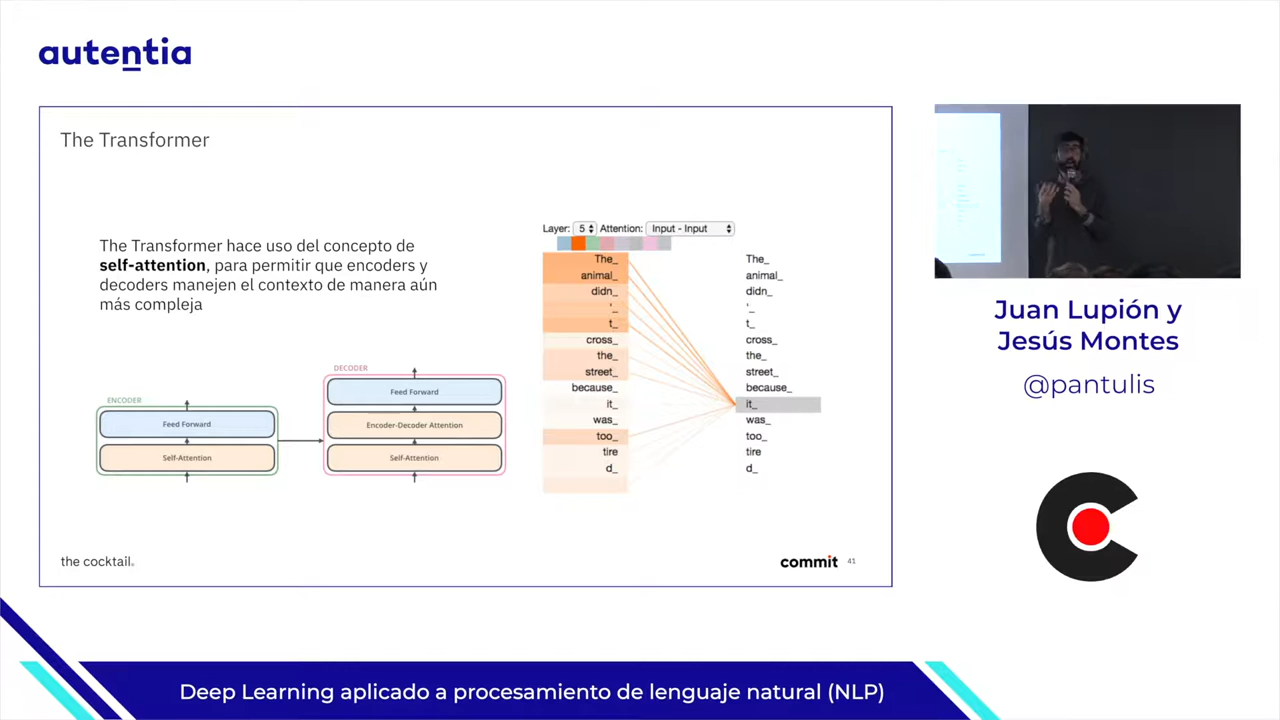 autentia
The Transformer
The Transformer hace uso del concepto de
self-attention, para permitir que encoders y
decoders manejen el contexto de manera aún
más compleja
ENCODER
Feed Forward
Self-Attention
DECODER
Feed Forward
Encoder-Decoder Attention
Self-Attention
Layer: 5 Attention: Input - Input
The_ The_
animal_ animal_
didn_ didn_
'_ '_
t_ t_
cross_ cross_
the_ the_
street_ street_
because_ because_
it_ it_
was_ was_
too_ too_
tire tire
d_ d_
the cocktail.
commit 41
Juan Lupión y
Jesús Montes
@pantulis
Deep Learning aplicado a procesamiento de lenguaje natural (NLP)